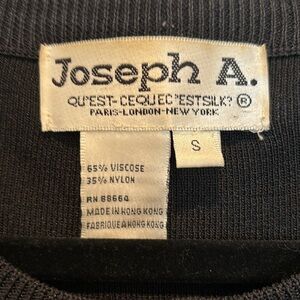 Joseph A.
QU'EST-CEQUEC'ESTSILK? ®
PARIS-LONDON-NEW YORK
S
65% VISCOSE
35% NYLON
RN 88664
MADE IN HONG KONG
FABRIQUE A HONG KONG